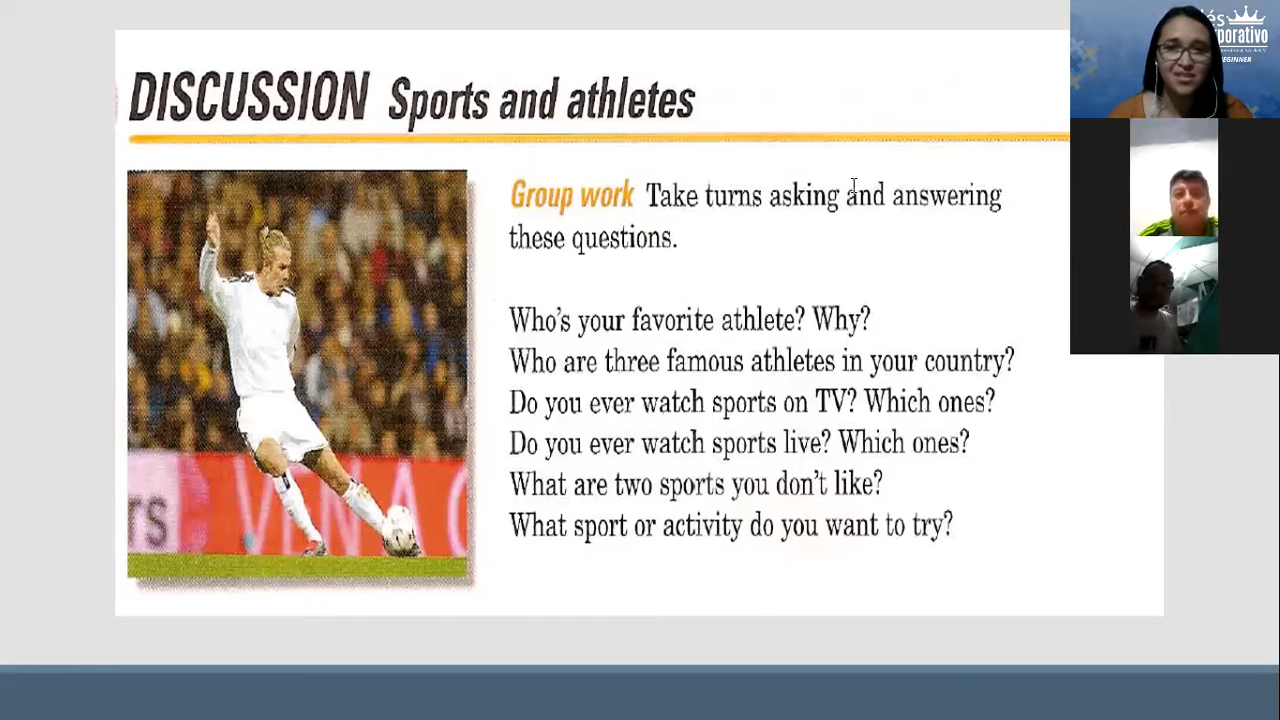 DISCUSSION Sports and athletes
Group work Take turns asking and answering
these questions.
Who's your favorite athlete? Why?
Who are three famous athletes in your country?
Do you ever watch sports on TV? Which ones?
Do you ever watch sports live? Which ones?
What are two sports you don't like?
What sport or activity do you want to try?